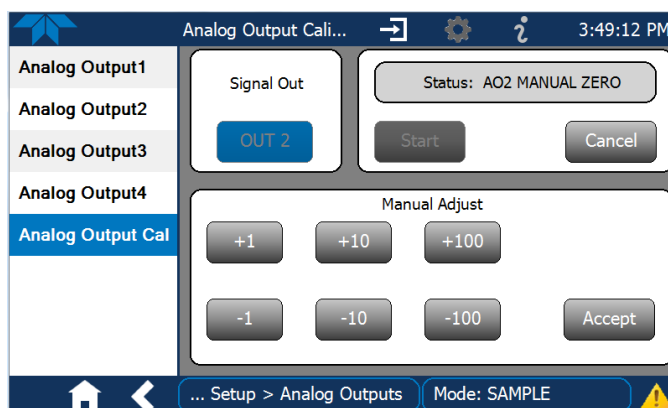 Analog Output Cali... 3:49:12 PM
Analog Output1
Analog Output2
Analog Output3
Analog Output4
Analog Output Cal
Signal Out
OUT 2
Status: AO2 MANUAL ZERO
Start Cancel
Manual Adjust
+1 +10 +100
-1 -10 -100 Accept
... Setup > Analog Outputs Mode: SAMPLE